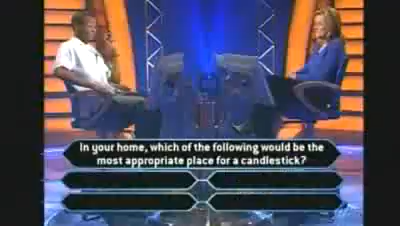 In your home, which of the following would be the
most appropriate place for a candlestick?